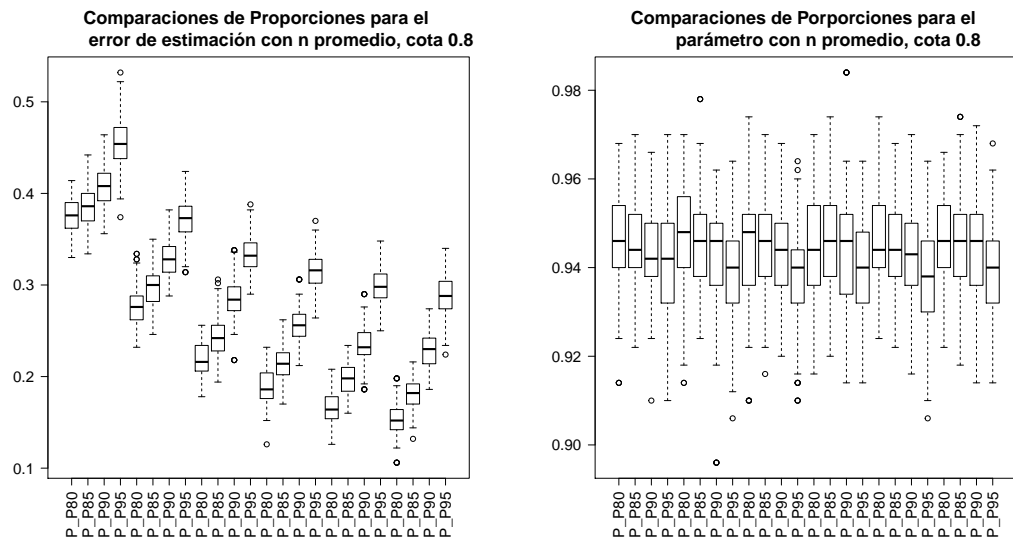 Comparaciones de Proporciones para el
error de estimación con n promedio, cota 0.8
0.5
0.4
0.3
0.2
0.1
P_P80
P_P85
P_P90
P_P95
P_P80
P_P85
P_P90
P_P95
P_P80
P_P85
P_P90
P_P95
P_P80
P_P85
P_P90
P_P95
P_P80
P_P85
P_P90
P_P95
P_P80
P_P85
P_P90
P_P95
Comparaciones de Porporciones para el
parámetro con n promedio, cota 0.8
0.98
0.96
0.94
0.92
0.90
P_P80
P_P85
P_P90
P_P95
P_P80
P_P85
P_P90
P_P95
P_P80
P_P85
P_P90
P_P95
P_P80
P_P85
P_P90
P_P95
P_P80
P_P85
P_P90
P_P95
P_P80
P_P85
P_P90
P_P95